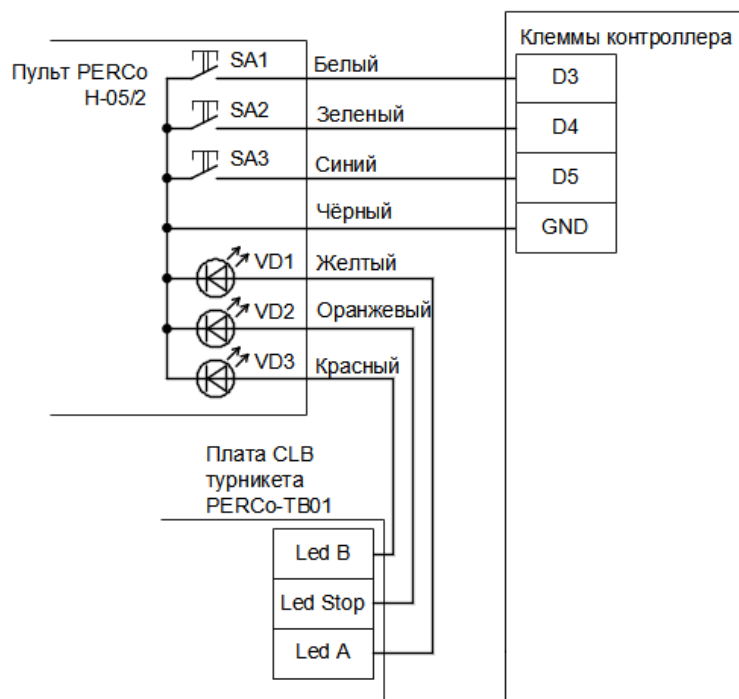 Клеммы контроллера
Пульт PERCo
H-05/2
SA1
Белый
D3
SA2
Зеленый
D4
SA3
Синий
D5
Чёрный
GND
VD1
Желтый
VD2
Оранжевый
VD3
Красный
Плата CLB
турникета
PERCo-TB01
Led B
Led Stop
Led A